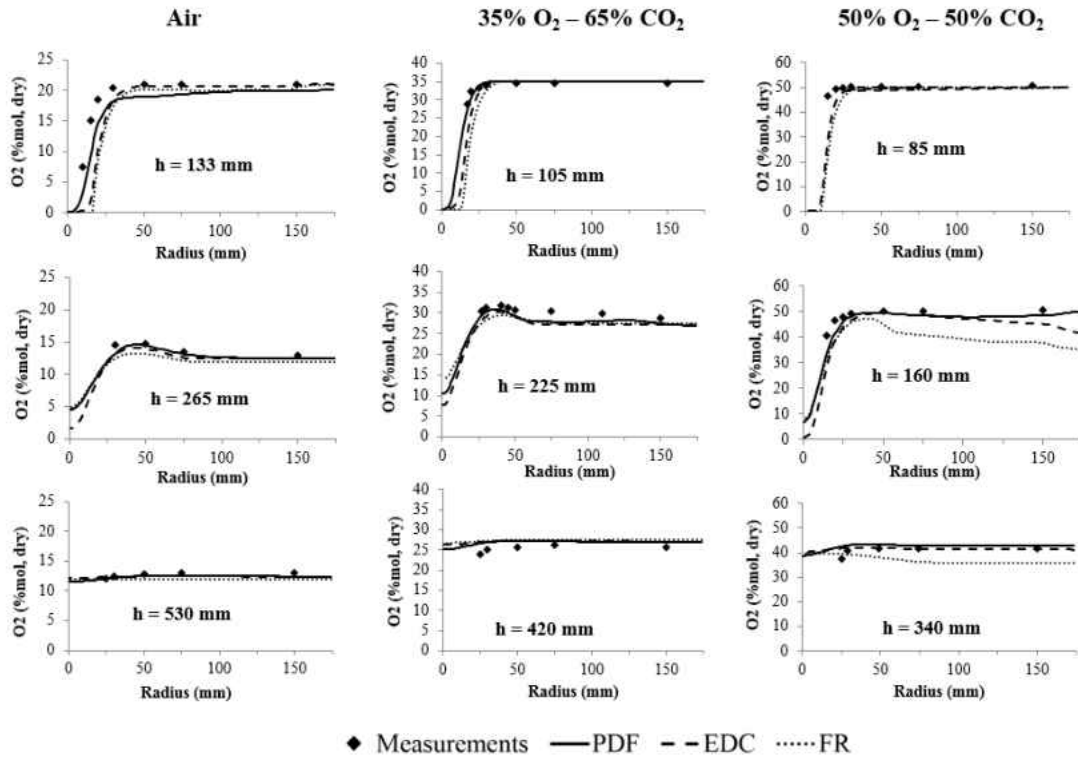 Air
35% O2 – 65% CO2
50% O2 – 50% CO2
O2 (%mol, dry)
25
20
15
10
5
0
h = 133 mm
0 50 100 150
Radius (mm)
O2 (%mol, dry)
40
35
30
25
20
15
10
5
0
h = 105 mm
0 50 100 150
Radius (mm)
O2 (%mol, dry)
60
50
40
30
20
10
0
h = 85 mm
0 50 100 150
Radius (mm)
O2 (%mol, dry)
25
20
15
10
5
0
h = 265 mm
0 50 100 150
Radius (mm)
O2 (%mol, dry)
40
35
30
25
20
15
10
5
0
h = 225 mm
0 50 100 150
Radius (mm)
O2 (%mol, dry)
60
50
40
30
20
10
0
h = 160 mm
0 50 100 150
Radius (mm)
O2 (%mol, dry)
25
20
15
10
5
0
h = 530 mm
0 50 100 150
Radius (mm)
O2 (%mol, dry)
40
35
30
25
20
15
10
5
0
h = 420 mm
0 50 100 150
Radius (mm)
O2 (%mol, dry)
60
50
40
30
20
10
0
h = 340 mm
0 50 100 150
Radius (mm)
Measurements PDF EDC FR